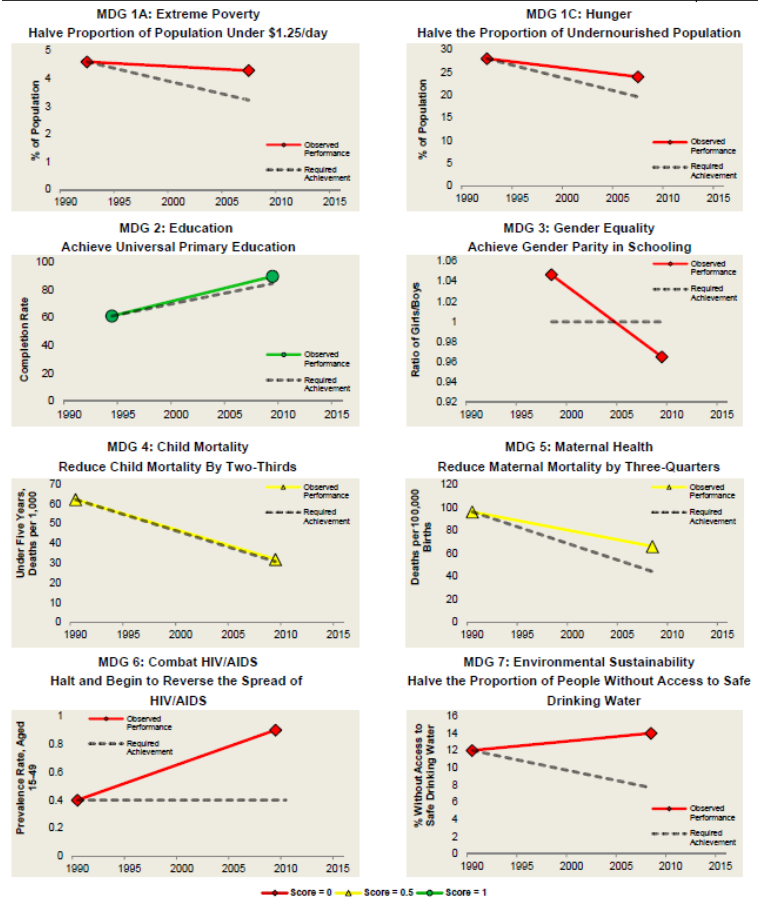 MDG 1A: Extreme Poverty
Halve Proportion of Population Under $1.25/day
% of Population
5
4
3
2
1
0
1990 1995 2000 2005 2010 2015
Observed
Performance
Required
Achievement
MDG 1C: Hunger
Halve the Proportion of Undernourished Population
% of Population
30
25
20
15
10
5
0
1990 1995 2000 2005 2010 2015
Observed
Performance
Required
Achievement
MDG 2: Education
Achieve Universal Primary Education
Completion Rate
100
80
60
40
20
0
1990 1995 2000 2005 2010 2015
Observed
Performance
Required
Achievement
MDG 3: Gender Equality
Achieve Gender Parity in Schooling
Ratio of Girls/Boys
1.06
1.04
1.02
1
0.98
0.96
0.94
0.92
1990 1995 2000 2005 2010 2015
Observed
Performance
Required
Achievement
MDG 4: Child Mortality
Reduce Child Mortality By Two-Thirds
Under Five Years,
Deaths per 1,000
70
60
50
40
30
20
10
0
1990 1995 2000 2005 2010 2015
Observed
Performance
Required
Achievement
MDG 5: Maternal Health
Reduce Maternal Mortality by Three-Quarters
Deaths per 100,000
Births
120
100
80
60
40
20
0
1990 1995 2000 2005 2010 2015
Observed
Performance
Required
Achievement
MDG 6: Combat HIV/AIDS
Halt and Begin to Reverse the Spread of
HIV/AIDS
Prevalence Rate, Aged
15-49
1
0.8
0.6
0.4
0.2
0
1990 1995 2000 2005 2010 2015
Observed
Performance
Required
Achievement
MDG 7: Environmental Sustainability
Halve the Proportion of People Without Access to Safe
Drinking Water
% Without Access to
Safe Drinking Water
16
14
12
10
8
6
4
2
0
1990 1995 2000 2005 2010 2015
Observed
Performance
Required
Achievement
Score = 0 Score = 0.5 Score = 1